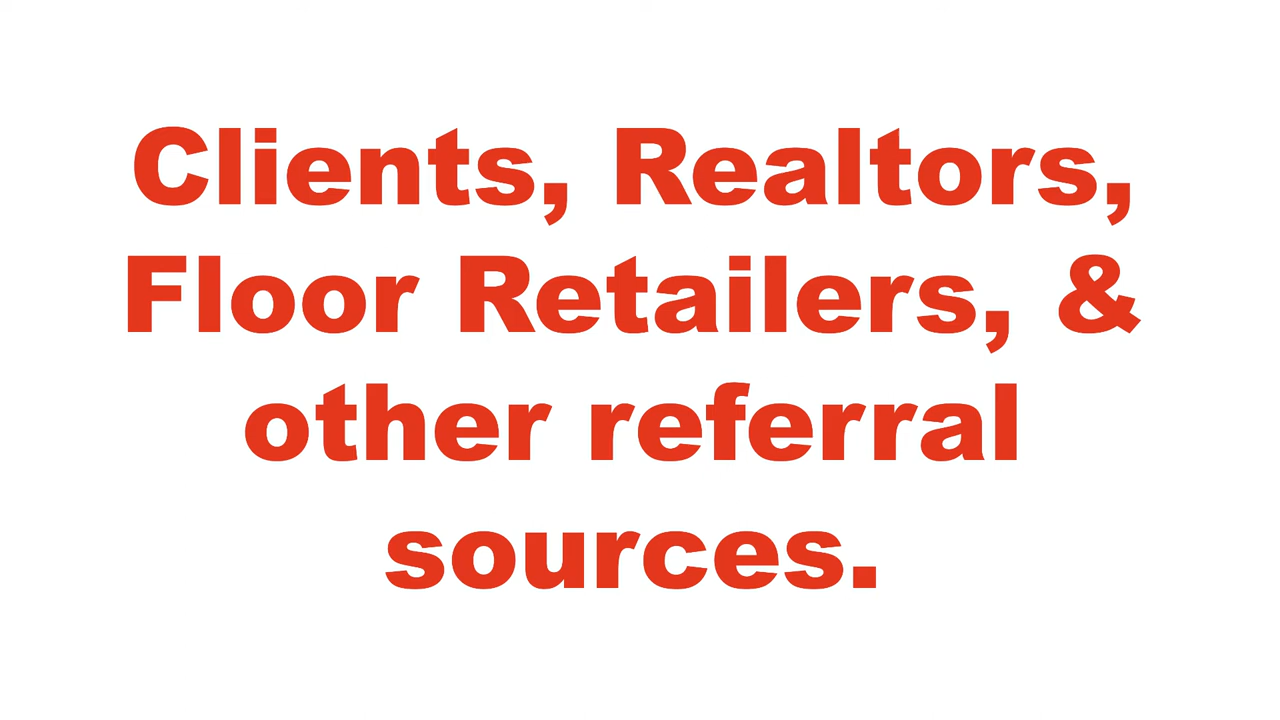 Clients, Realtors,
Floor Retailers, &
other referral
sources.